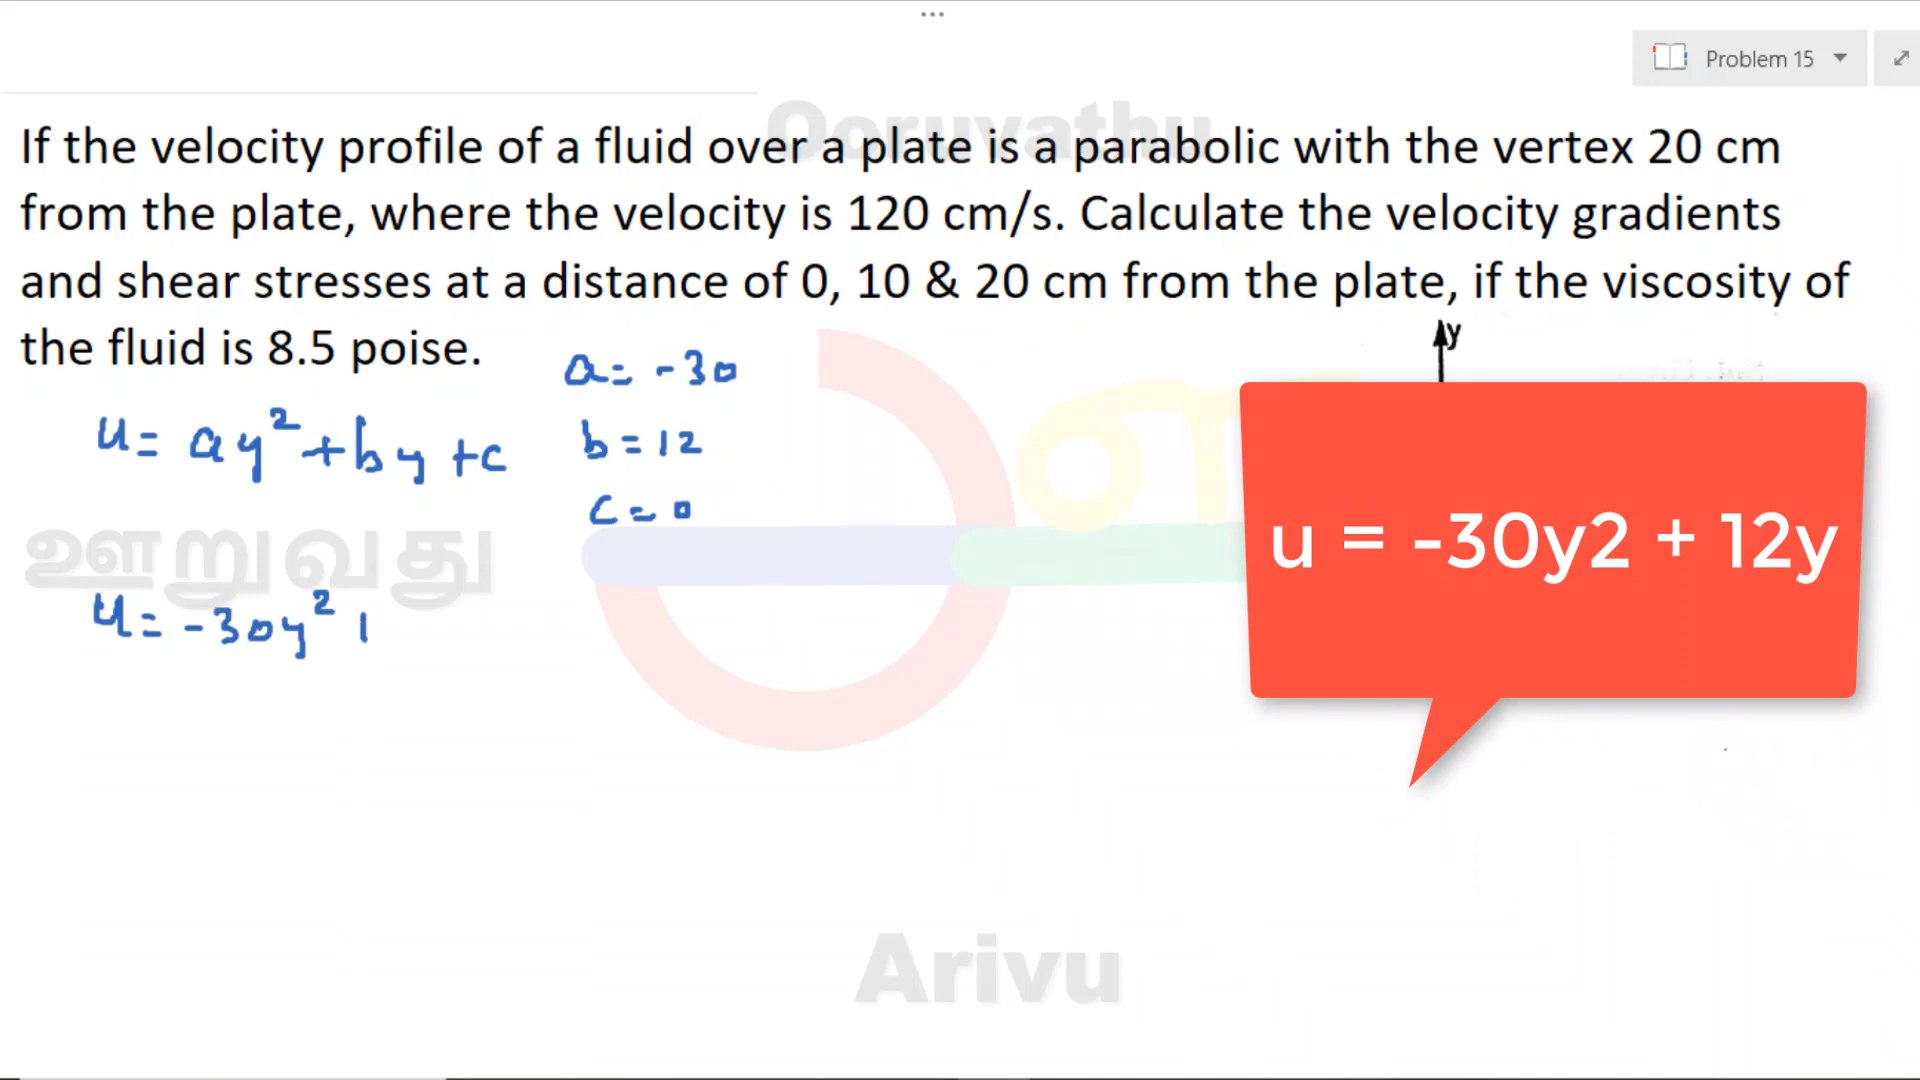 ...
Problem 15
Ooruvathu
If the velocity profile of a fluid over a plate is a parabolic with the vertex 20 cm
from the plate, where the velocity is 120 cm/s. Calculate the velocity gradients
and shear stresses at a distance of 0, 10 & 20 cm from the plate, if the viscosity of
the fluid is 8.5 poise.
y
a = -30
u = ay² + by + c
b = 12
c = 0
u = -30y2 + 12y
ஊறுவது
u = -30y² 1
Arivu